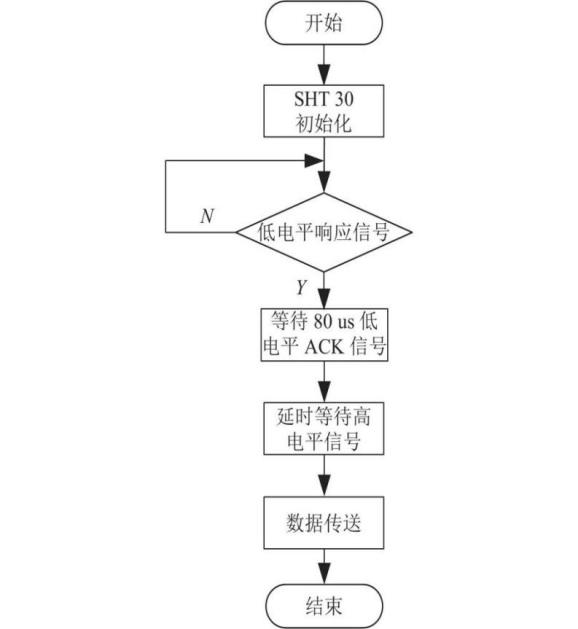 开始
SHT 30
初始化
N
低电平响应信号
Y
等待 80 us 低
电平 ACK 信号
延时等待高
电平信号
数据传送
结束